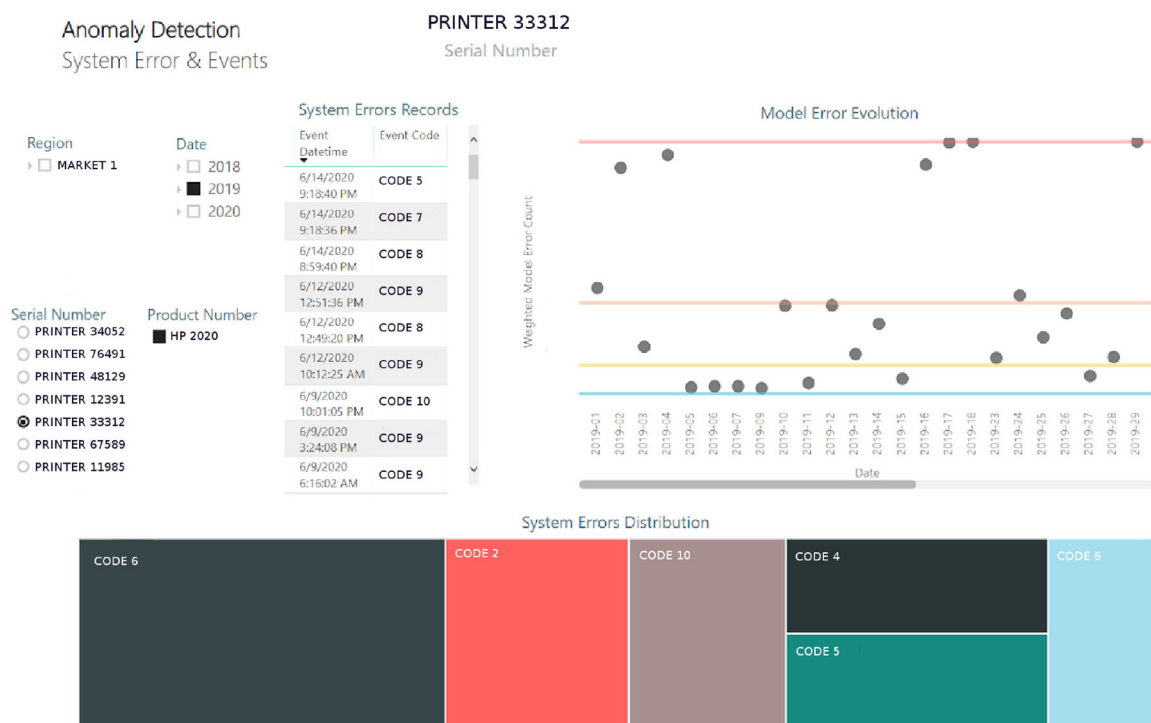 Anomaly Detection
System Error & Events
PRINTER 33312
Serial Number
Region
MARKET 1
Date
2018
2019
2020
Serial Number
PRINTER 34052
PRINTER 76491
PRINTER 48129
PRINTER 12391
PRINTER 33312
PRINTER 67589
PRINTER 11985
Product Number
HP 2020
System Errors Records
Event Datetime Event Code
6/14/2020 9:18:40 PM CODE 5
6/14/2020 9:18:36 PM CODE 7
6/14/2020 8:59:40 PM CODE 8
6/12/2020 12:51:36 PM CODE 9
6/12/2020 12:49:20 PM CODE 8
6/12/2020 10:12:25 AM CODE 9
6/9/2020 10:01:05 PM CODE 10
6/9/2020 3:24:08 PM CODE 9
6/9/2020 6:16:02 AM CODE 9
Model Error Evolution
Weighted Model Error Count
2019-01
2019-02
2019-03
2019-04
2019-05
2019-06
2019-07
2019-09
2019-10
2019-11
2019-12
2019-13
2019-14
2019-15
2019-16
2019-17
2019-18
2019-23
2019-24
2019-25
2019-26
2019-27
2019-28
2019-29
Date
System Errors Distribution
CODE 6
CODE 2
CODE 10
CODE 4
CODE 5
CODE 6